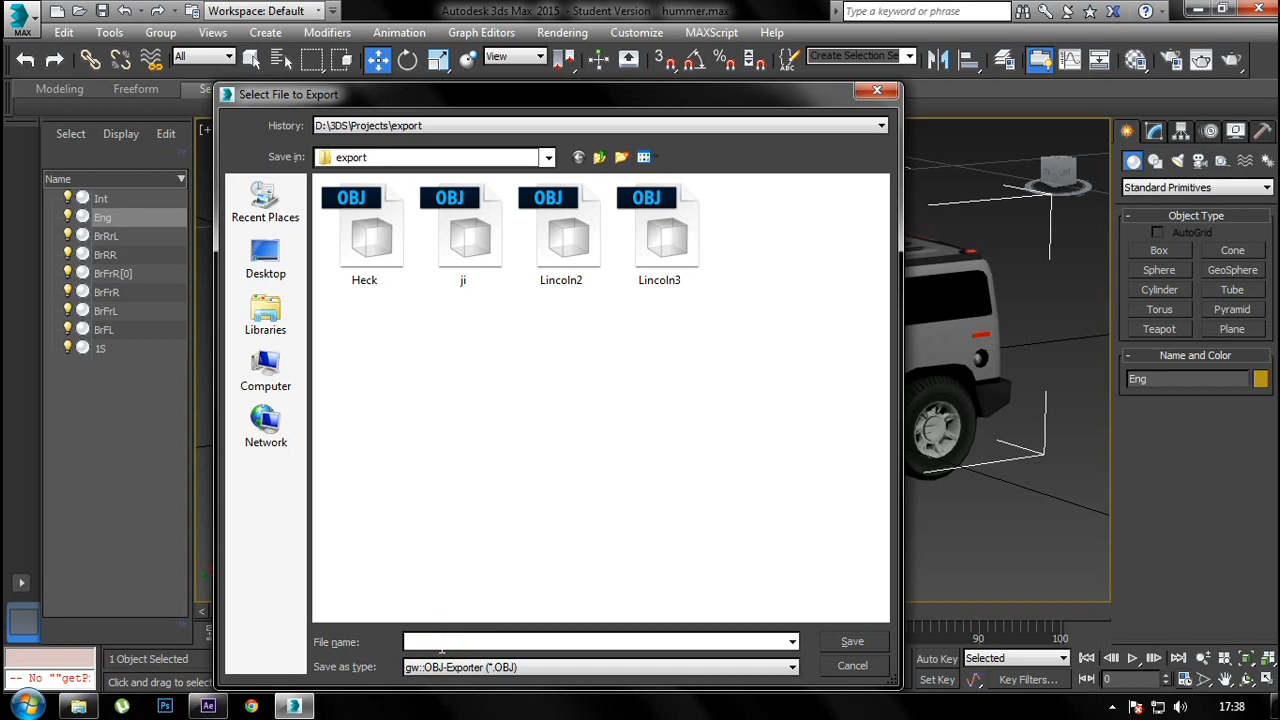 MAX
Workspace: Default
Autodesk 3ds Max 2015 - Student Version hummer.max
Type a keyword or phrase
Edit Tools Group Views Create Modifiers Animation Graph Editors Rendering Customize MAXScript Help
All
View
Create Selection Se
Modeling Freeform Se
Select File to Export
History: D:\3DS\Projects\export
Save in: export
Recent Places
Desktop
Libraries
Computer
Network
OBJ OBJ OBJ OBJ
Heck ji Lincoln2 Lincoln3
File name:
Save
Save as type: gw::OBJ-Exporter (*.OBJ)
Cancel
Select Display Edit
Name
Int
Eng
BrRrL
BrRR
BrFrR[0]
BrFrR
BrFrL
BrFL
1S
[+]
Standard Primitives
Object Type
AutoGrid
Box Cone
Sphere GeoSphere
Cylinder Tube
Torus Pyramid
Teapot Plane
Name and Color
Eng
90 100
1 Object Selected
Click and drag to select
-- No ""getP
Auto Key Selected
Set Key Key Filters...
0
Ps Ae
17:38